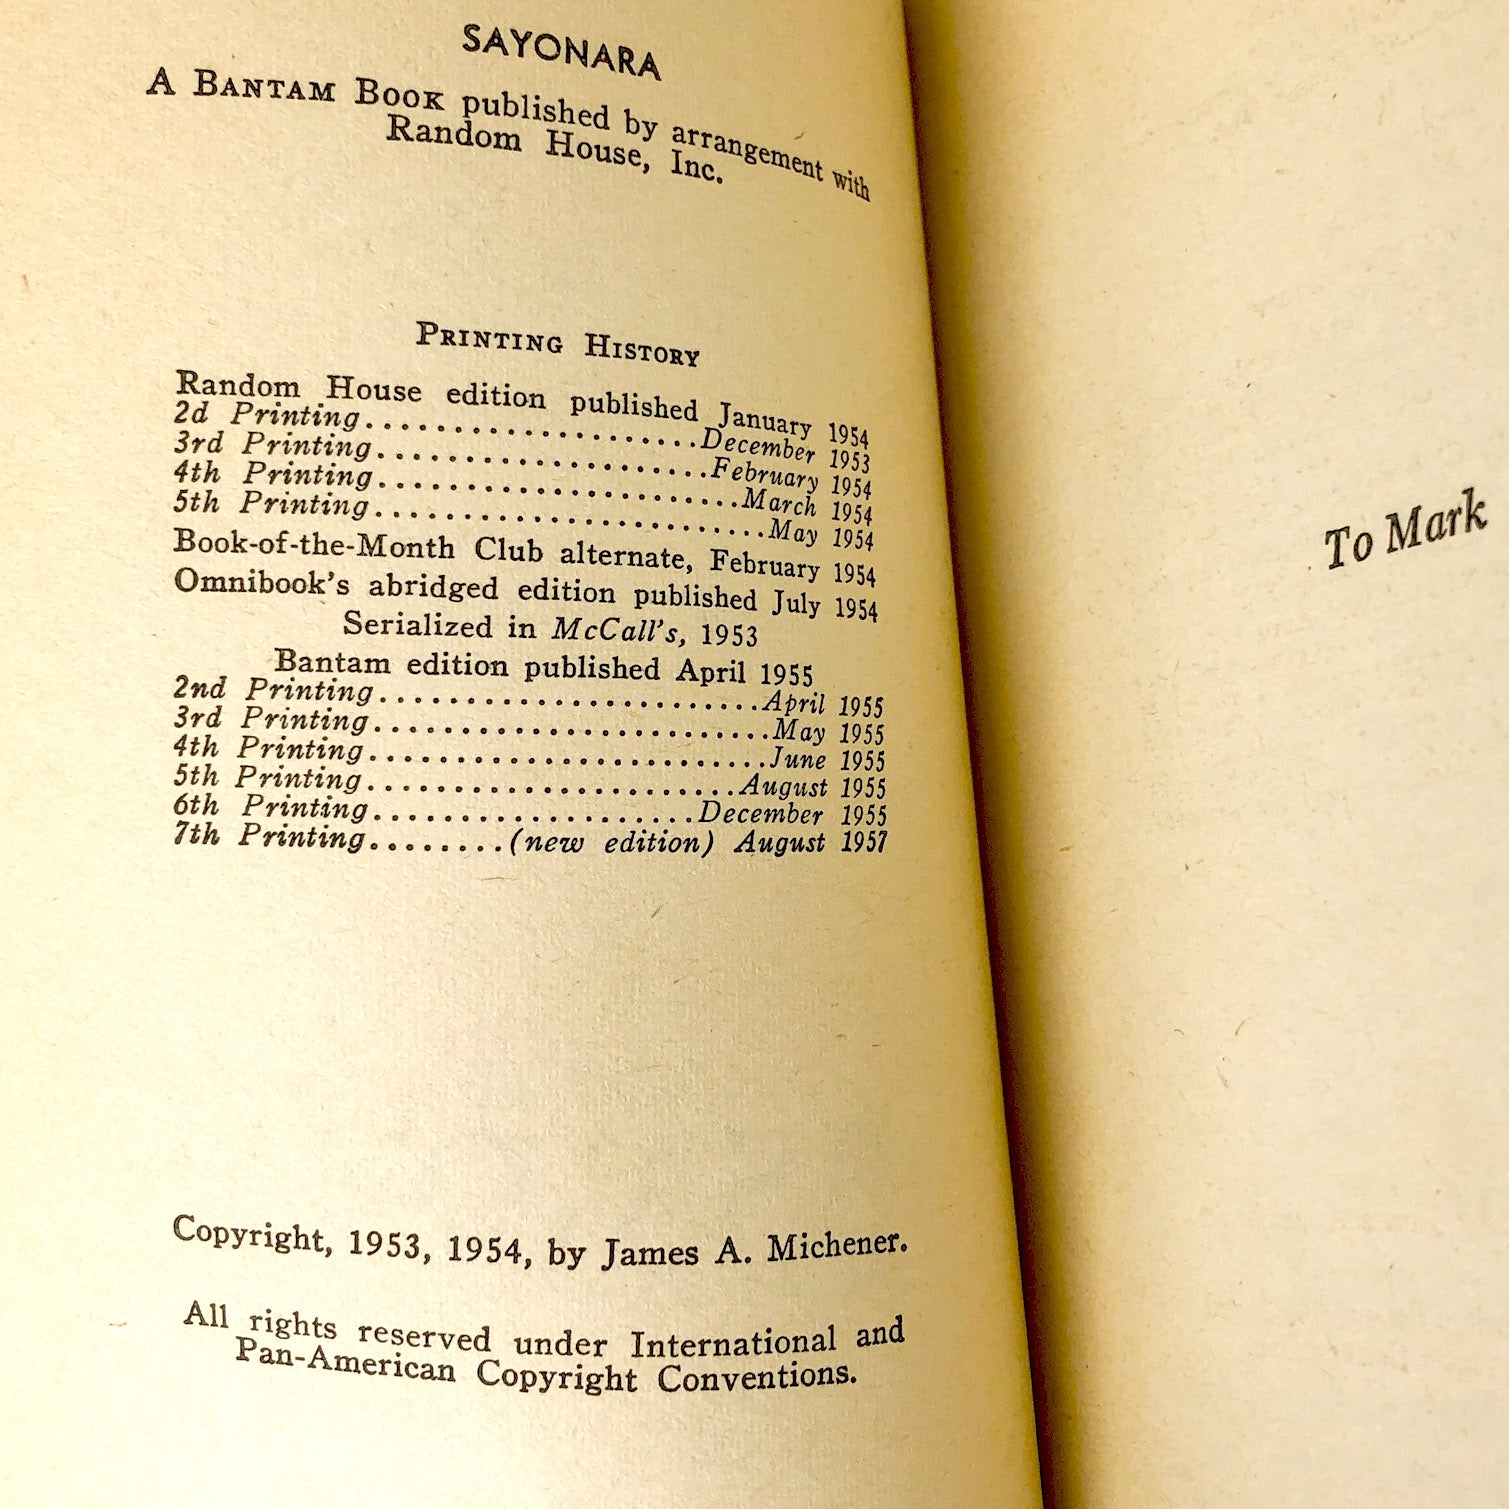 SAYONARA
A BANTAM BOOK published by arrangement with
Random House, Inc.
PRINTING HISTORY
Random House edition published January 1954
2d Printing....................December 1953
3rd Printing....................February 1954
4th Printing......................March 1954
5th Printing........................May 1954
Book-of-the-Month Club alternate, February 1954
Omnibook's abridged edition published July 1954
Serialized in McCall's, 1953
Bantam edition published April 1955
2nd Printing........................April 1955
3rd Printing.........................May 1955
4th Printing.........................June 1955
5th Printing.......................August 1955
6th Printing....................December 1955
7th Printing........(new edition) August 1957
Copyright, 1953, 1954, by James A. Michener.
All rights reserved under International and
Pan-American Copyright Conventions.
To Mark